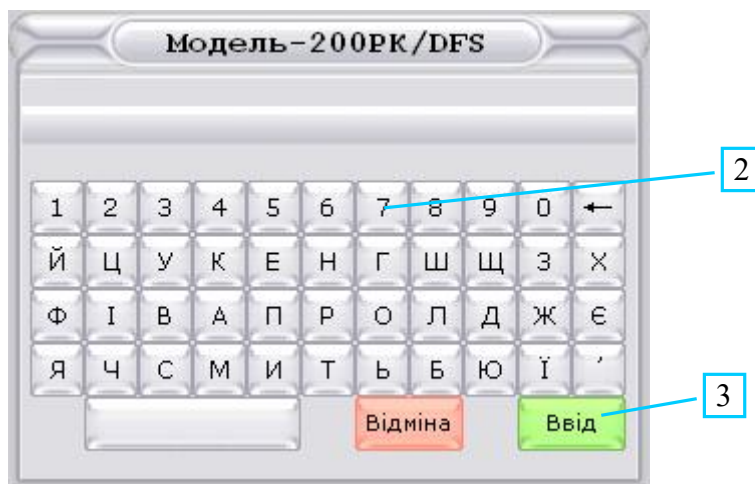 Модель-200РК/DFS
2
1 2 3 4 5 6 7 8 9 0 ←
Й Ц У К Е Н Г Ш Щ З Х
Ф І В А П Р О Л Д Ж Є
Я Ч С М И Т Ь Б Ю Ї ’
3
Відміна Ввід